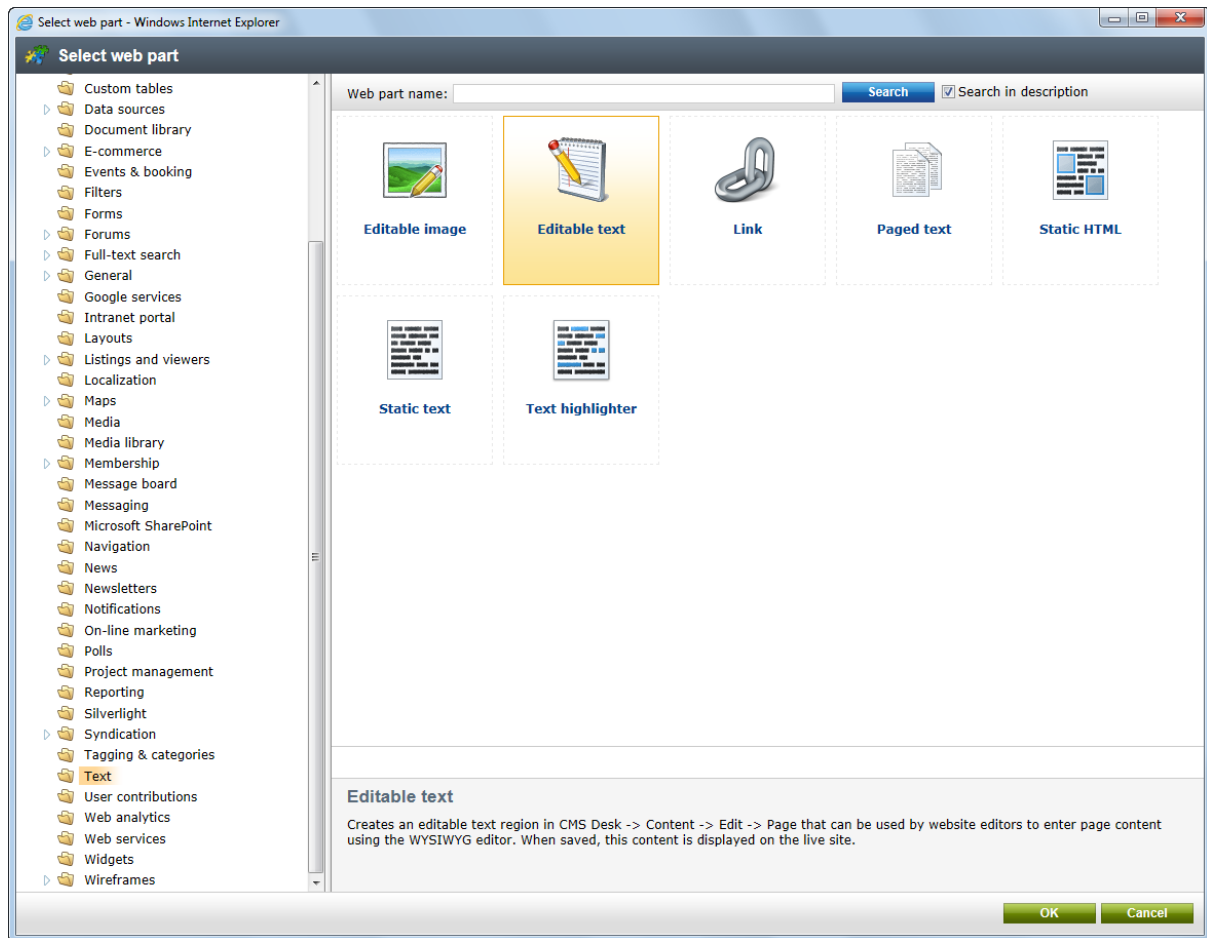 Select web part - Windows Internet Explorer
Select web part
Custom tables
Data sources
Document library
E-commerce
Events & booking
Filters
Forms
Forums
Full-text search
General
Google services
Intranet portal
Layouts
Listings and viewers
Localization
Maps
Media
Media library
Membership
Message board
Messaging
Microsoft SharePoint
Navigation
News
Newsletters
Notifications
On-line marketing
Polls
Project management
Reporting
Silverlight
Syndication
Tagging & categories
Text
User contributions
Web analytics
Web services
Widgets
Wireframes
Web part name: Search Search in description
Editable image Editable text Link Paged text Static HTML
Static text Text highlighter
Editable text
Creates an editable text region in CMS Desk -> Content -> Edit -> Page that can be used by website editors to enter page content
using the WYSIWYG editor. When saved, this content is displayed on the live site.
OK Cancel